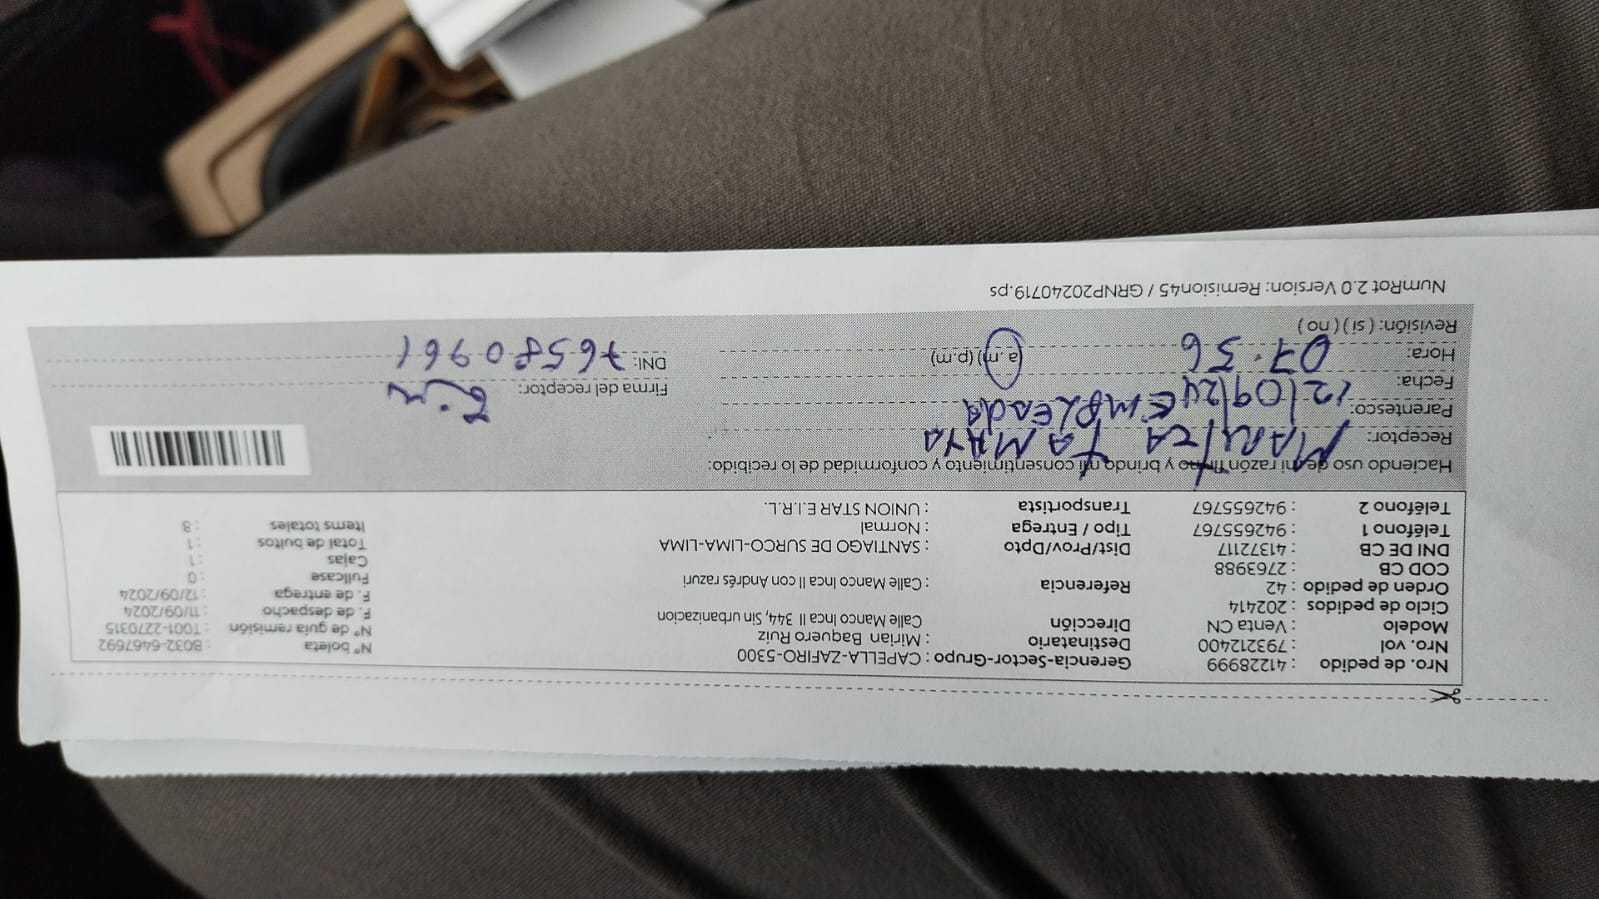 Nro. de pedido : 41228999 Gerencia-Sector-Grupo : CAPELLA-ZAFIRO-5300 N° boleta : B032-6467692
Nro. vol : 793212400 Destinatario : Mirian Baquero Ruiz N° de guía remisión : T001-2270315
Modelo : Venta CN Dirección Calle Manco Inca II 344, Sin urbanizacion F. de despacho : 11/09/2024
Ciclo de pedidos : 202414 F. de entrega : 12/09/2024
Orden de pedido : 42 Referencia : Calle Manco Inca II con Andrés razuri Fullcase : 0
COD CB : 2763988 Cajas : 1
DNI DE CB : 41372117 Dist/Prov/Dpto : SANTIAGO DE SURCO-LIMA-LIMA Total de bultos : 1
Teléfono 1 : 942655767 Tipo / Entrega : Normal Items totales : 8
Teléfono 2 : 942655767 Transportista : UNION STAR E.I.R.L.
Haciendo uso de mi razón firmo y brindo mi consentimiento y conformidad de lo recibido:
Receptor: MARITZA TAMAYA
Parentesco: EMPLEADA
Fecha: 12/09/24 Firma del receptor:
Hora: 07:56 (a.m) (p.m) DNI: 76580961
Revisión: ( si ) ( no )
NumRot 2.0 Version: Remision45 / GRNP20240719.ps